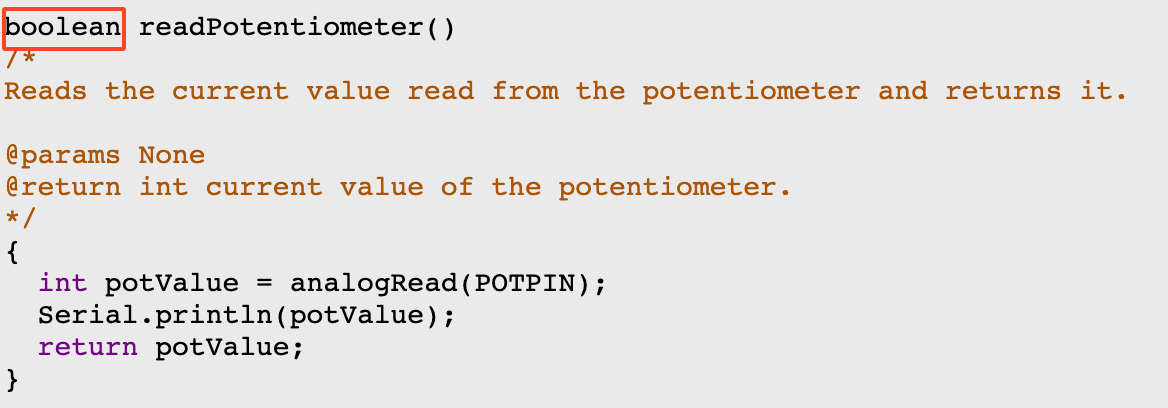 boolean readPotentiometer()
/*
Reads the current value read from the potentiometer and returns it.

@params None
@return int current value of the potentiometer.
*/
{
  int potValue = analogRead(POTPIN);
  Serial.println(potValue);
  return potValue;
}